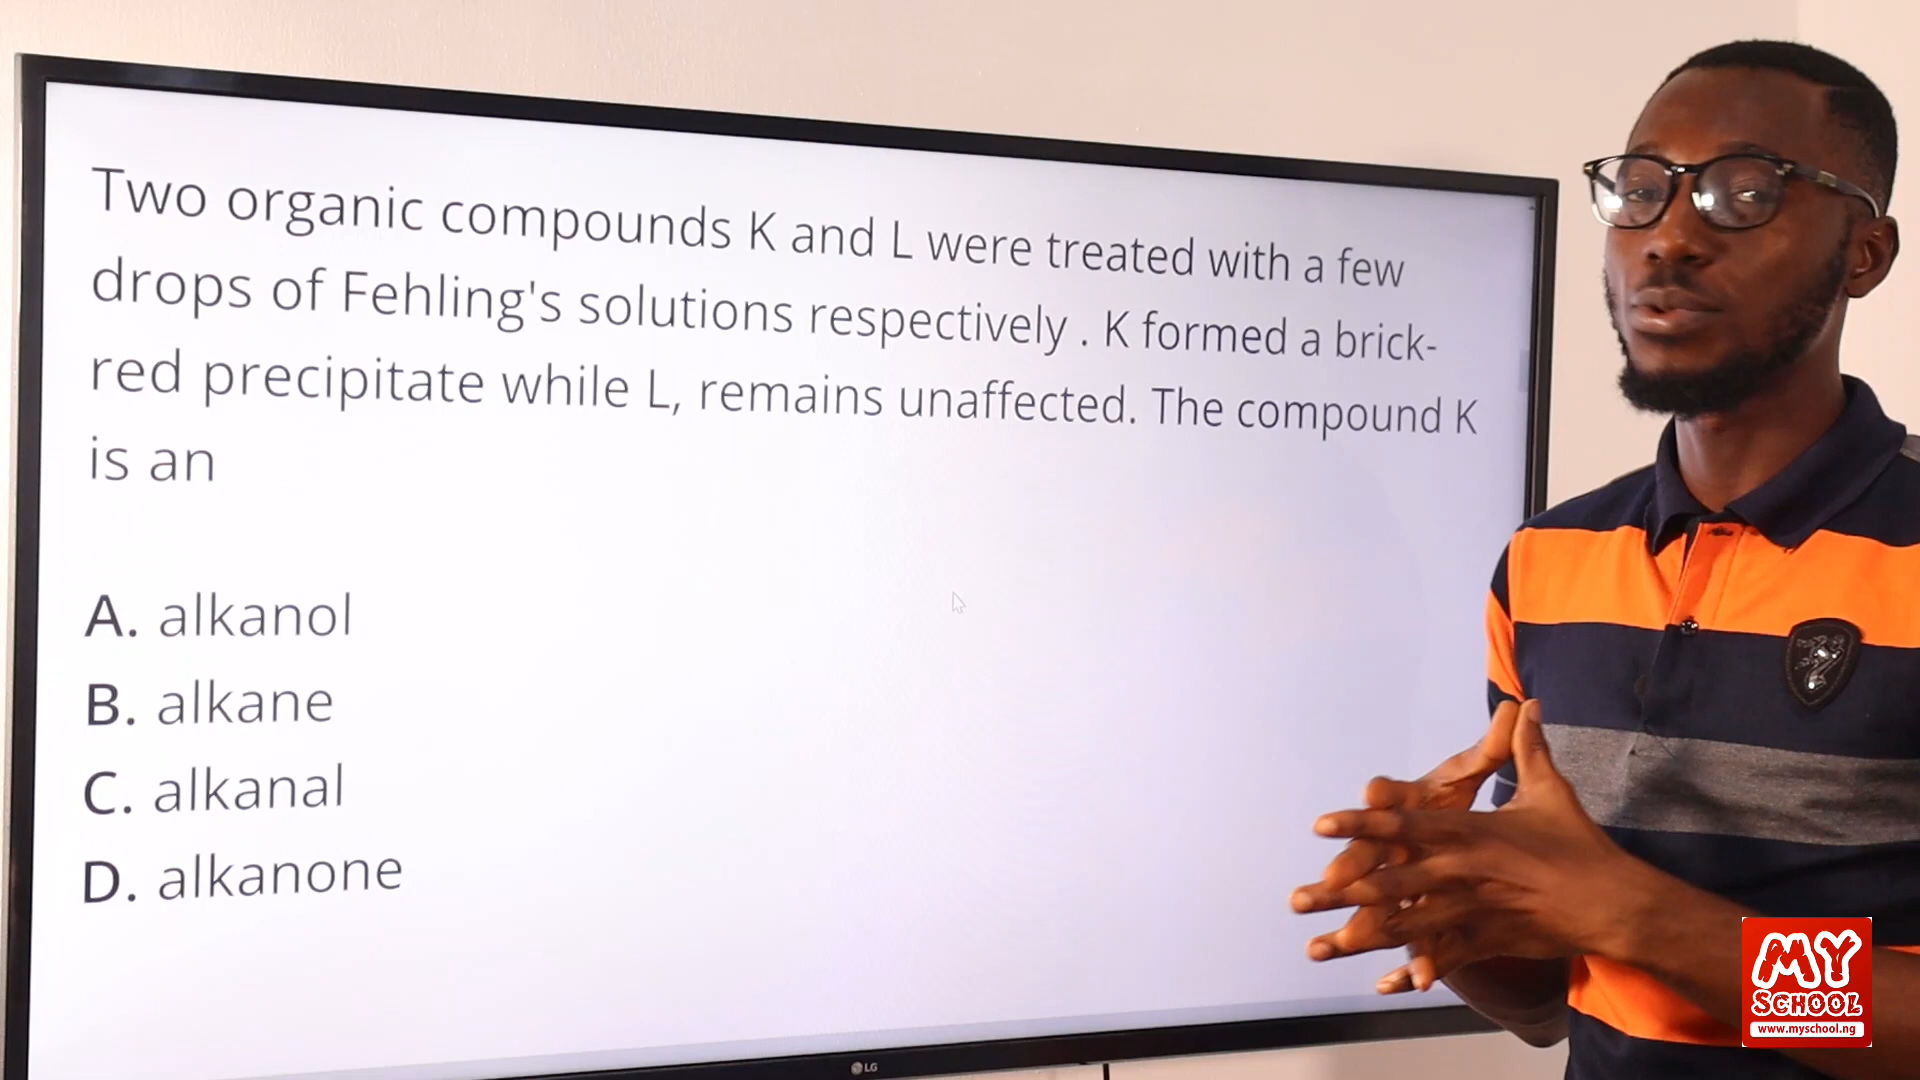 Two organic compounds K and L were treated with a few
drops of Fehling's solutions respectively . K formed a brick-
red precipitate while L, remains unaffected. The compound K
is an
A. alkanol
B. alkane
C. alkanal
D. alkanone
LG
MY
SCHOOL
www.myschool.ng